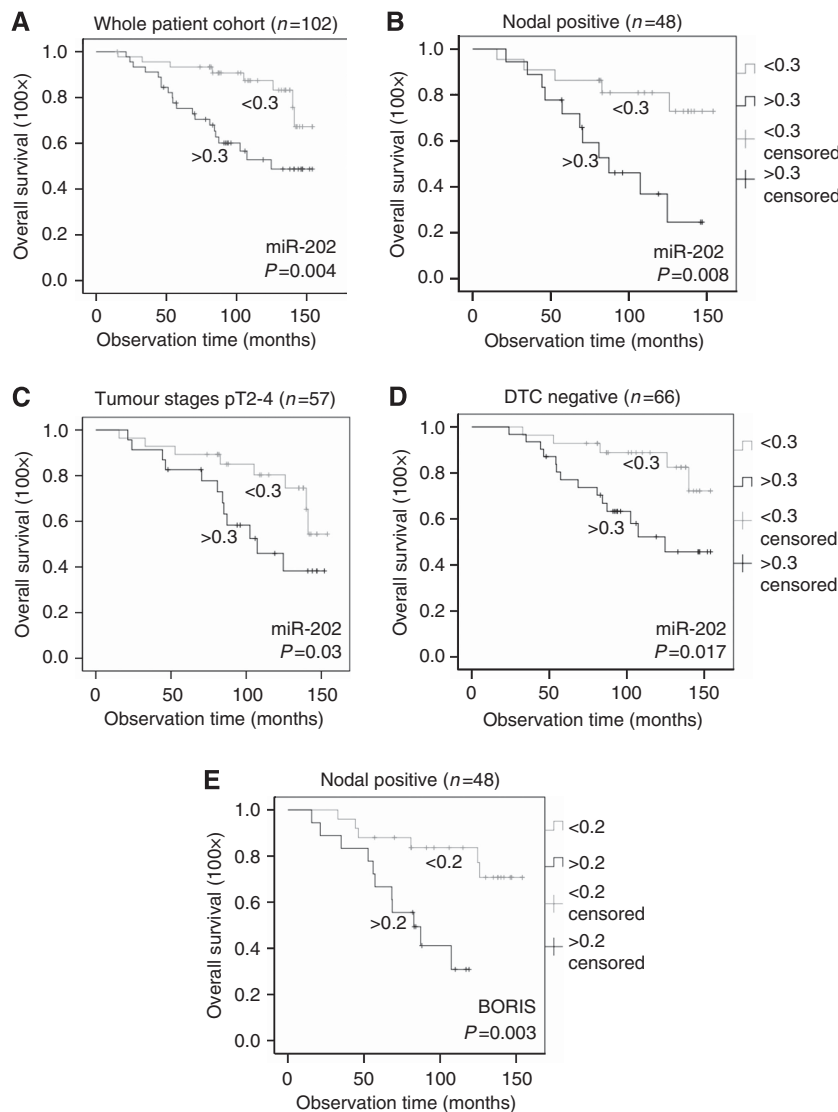 A
Whole patient cohort (n=102)
Overall survival (100×)
1.0
0.8
0.6
0.4
0.2
0.0
<0.3
>0.3
miR-202
P=0.004
0 50 100 150
Observation time (months)
B
Nodal positive (n=48)
Overall survival (100×)
1.0
0.8
0.6
0.4
0.2
0.0
<0.3
>0.3
miR-202
P=0.008
0 50 100 150
Observation time (months)
<0.3
>0.3
<0.3
censored
>0.3
censored
C
Tumour stages pT2-4 (n=57)
Overall survival (100×)
1.0
0.8
0.6
0.4
0.2
0.0
<0.3
>0.3
miR-202
P=0.03
0 50 100 150
Observation time (months)
D
DTC negative (n=66)
Overall survival (100×)
1.0
0.8
0.6
0.4
0.2
0.0
<0.3
>0.3
miR-202
P=0.017
0 50 100 150
Observation time (months)
<0.3
>0.3
<0.3
censored
>0.3
censored
E
Nodal positive (n=48)
Overall survival (100×)
1.0
0.8
0.6
0.4
0.2
0.0
<0.2
>0.2
BORIS
P=0.003
0 50 100 150
Observation time (months)
<0.2
>0.2
<0.2
censored
>0.2
censored